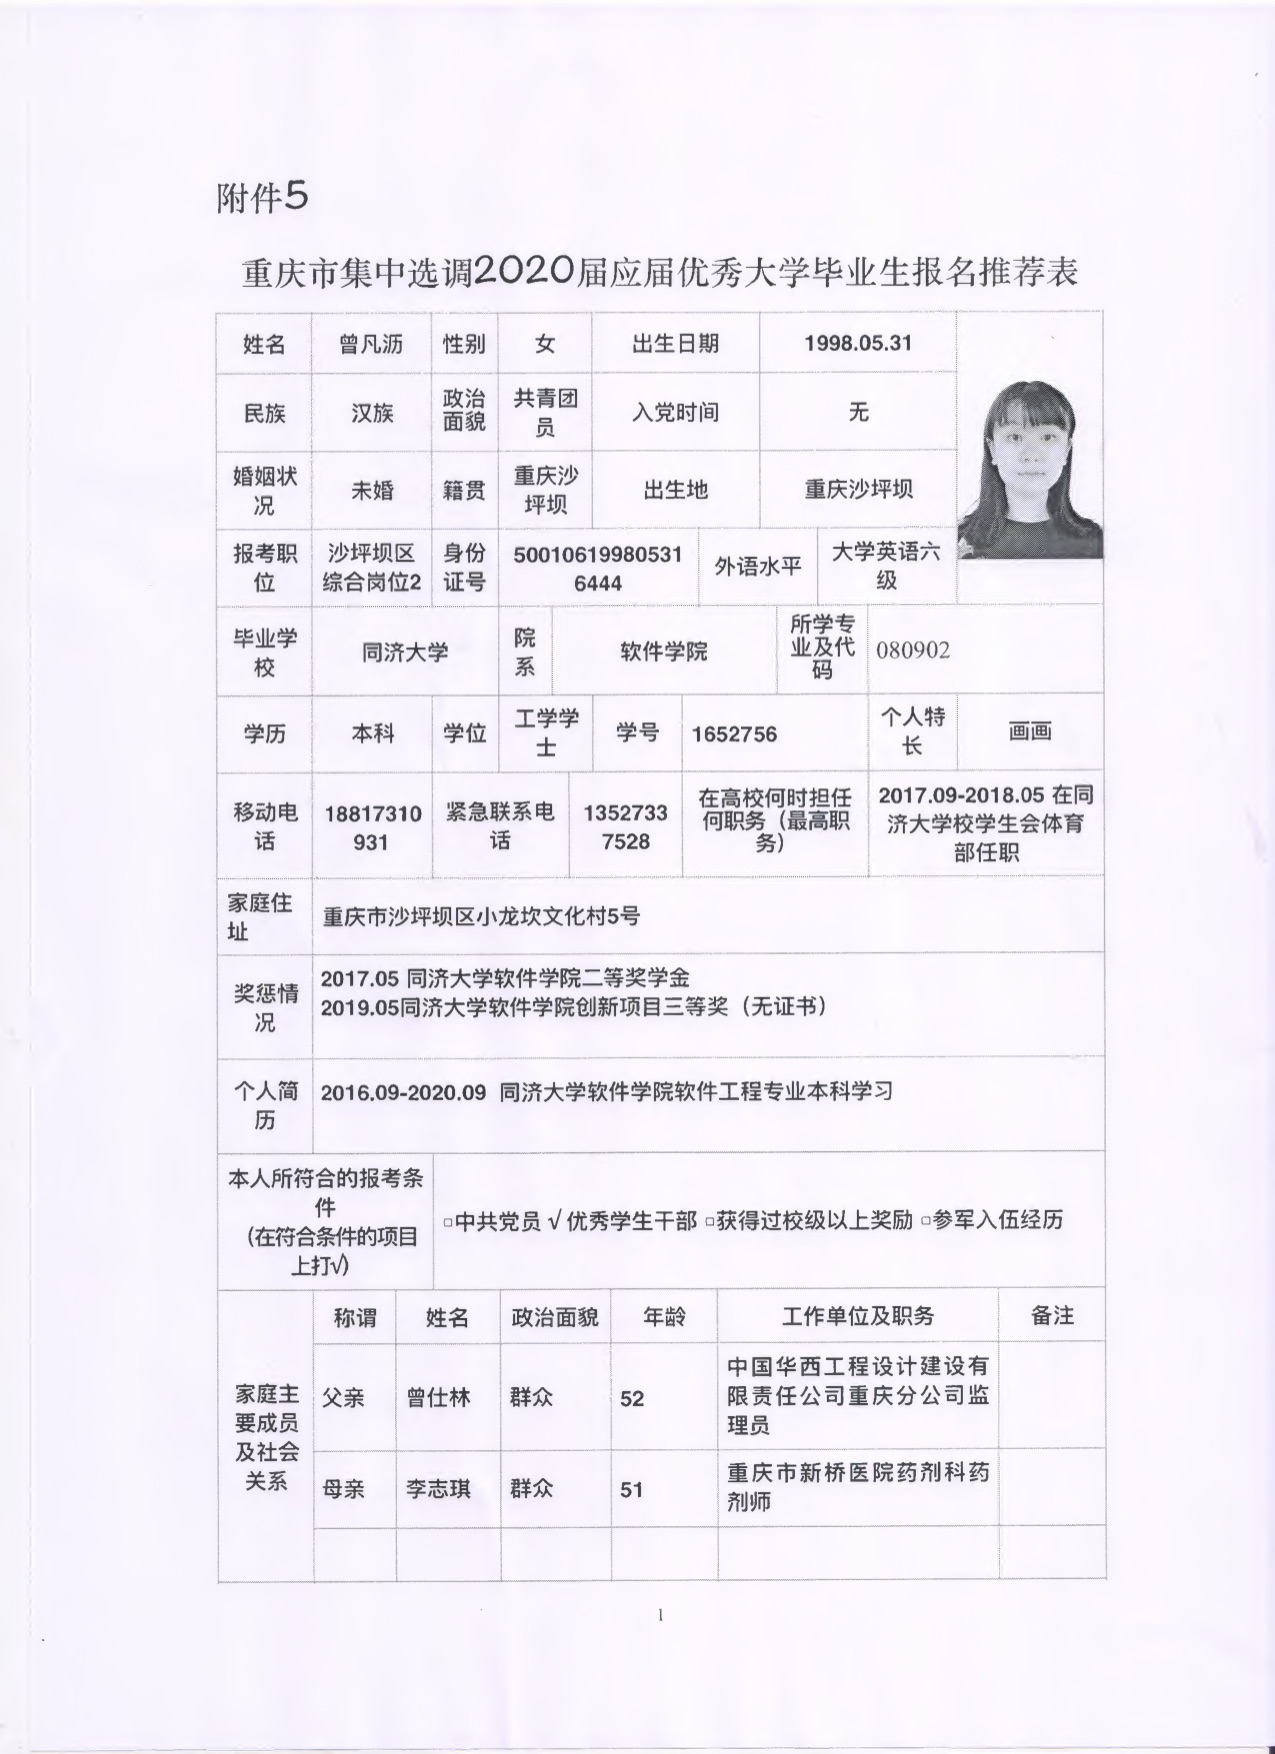 附件5
重庆市集中选调2020届应届优秀大学毕业生报名推荐表
姓名 曾凡沥 性别 女 出生日期 1998.05.31
民族 汉族 政治面貌 共青团员 入党时间 无
婚姻状况 未婚 籍贯 重庆沙坪坝 出生地 重庆沙坪坝
报考职位 沙坪坝区综合岗位2 身份证号 500106199805316444 外语水平 大学英语六级
毕业学校 同济大学 院系 软件学院 所学专业及代码 080902
学历 本科 学位 工学学士 学号 1652756 个人特长 画画
移动电话 18817310931 紧急联系电话 13527337528 在高校何时担任何职务（最高职务） 2017.09-2018.05 在同济大学校学生会体育部任职
家庭住址 重庆市沙坪坝区小龙坎文化村5号
奖惩情况 2017.05 同济大学软件学院二等奖学金
2019.05同济大学软件学院创新项目三等奖（无证书）
个人简历 2016.09-2020.09 同济大学软件学院软件工程专业本科学习
本人所符合的报考条件
（在符合条件的项目上打√）
□中共党员 √ 优秀学生干部 □获得过校级以上奖励 □参军入伍经历
家庭主要成员及社会关系
称谓 姓名 政治面貌 年龄 工作单位及职务 备注
父亲 曾仕林 群众 52 中国华西工程设计建设有限责任公司重庆分公司监理员
母亲 李志琪 群众 51 重庆市新桥医院药剂科药剂师
1